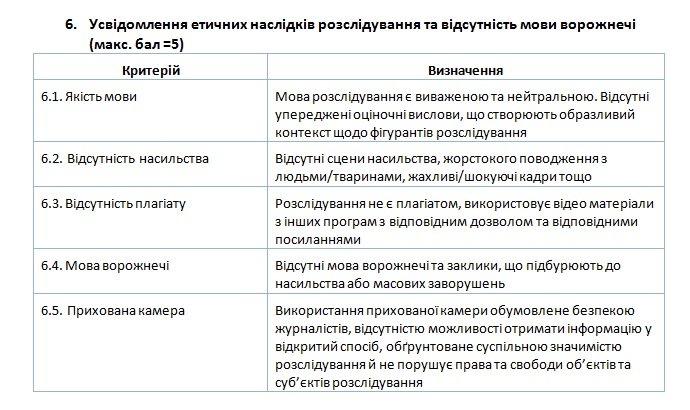 6. Усвідомлення етичних наслідків розслідування та відсутність мови ворожнечі
(макс. бал =5)
Критерій
Визначення
6.1. Якість мови
Мова розслідування є виваженою та нейтральною. Відсутні
упереджені оціночні вислови, що створюють образливий
контекст щодо фігурантів розслідування
6.2. Відсутність насильства
Відсутні сцени насильства, жорстокого поводження з
людьми/тваринами, жахливі/шокуючі кадри тощо
6.3. Відсутність плагіату
Розслідування не є плагіатом, використовує відео матеріали
з інших програм з відповідним дозволом та відповідними
посиланнями
6.4. Мова ворожнечі
Відсутні мова ворожнечі та заклики, що підбурюють до
насильства або масових заворушень
6.5. Прихована камера
Використання прихованої камери обумовлене безпекою
журналістів, відсутністю можливості отримати інформацію у
відкритий спосіб, обґрунтоване суспільною значимістю
розслідування й не порушує права та свободи об’єктів та
суб’єктів розслідування